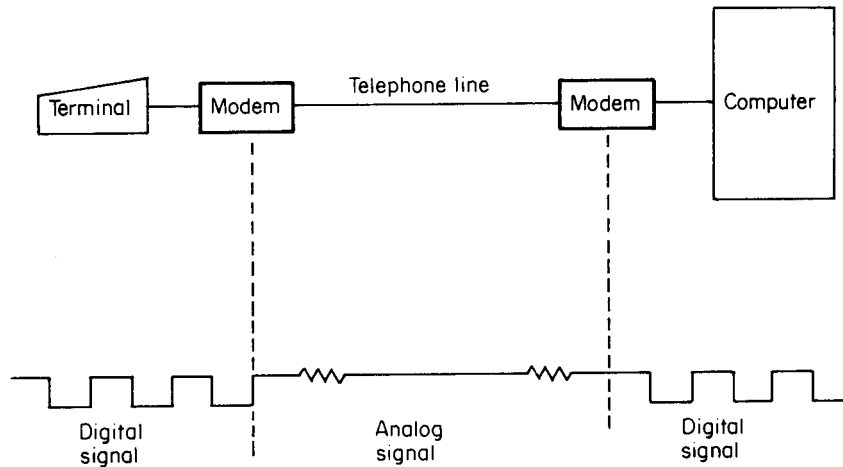 Telephone line
Terminal
Modem
Modem
Computer
Digital
signal
Analog
signal
Digital
signal